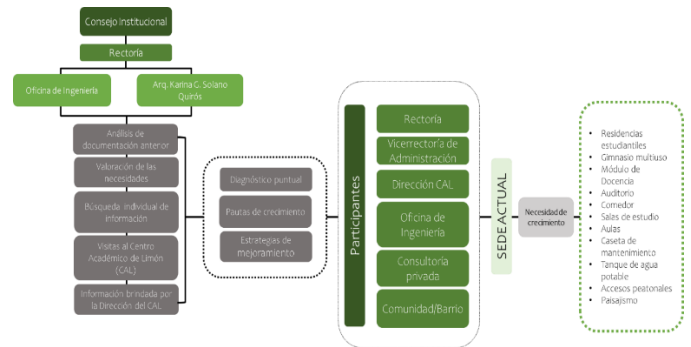 Consejo Institucional
Rectoría
Oficina de Ingeniería
Arq. Karina G. Solano
Quirós
Análisis de
documentación anterior
Valoración de las
necesidades
Búsqueda individual de
información
Visitas al Centro
Académico de Limón
(CAL)
Información brindada por
la Dirección del CAL
Diagnóstico puntual
Pautas de crecimiento
Estrategias de
mejoramiento
Participantes
Rectoría
Vicerrectoría de
Administración
Dirección CAL
Oficina de
Ingeniería
Consultoría
privada
Comunidad/Barrio
SEDE ACTUAL
Necesidad de
crecimiento
• Residencias
estudiantiles
• Gimnasio multiuso
• Módulo de
Docencia
• Auditorio
• Comedor
• Salas de estudio
• Aulas
• Caseta de
mantenimiento
• Tanque de agua
potable
• Accesos peatonales
• Paisajismo